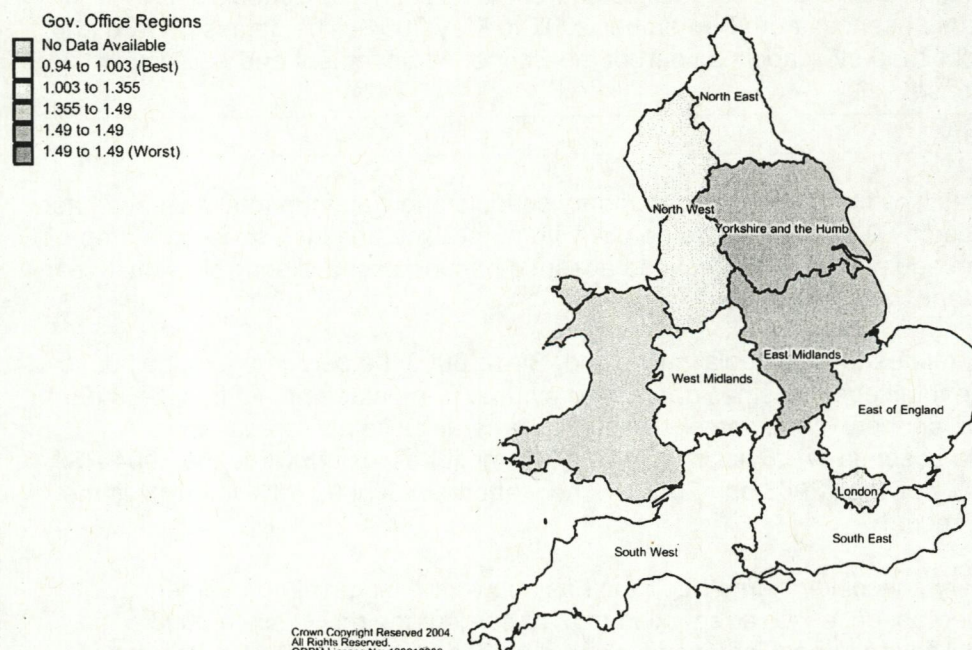 Gov. Office Regions
No Data Available
0.94 to 1.003 (Best)
1.003 to 1.355
1.355 to 1.49
1.49 to 1.49
1.49 to 1.49 (Worst)
North East
North West
Yorkshire and the Humb
East Midlands
West Midlands
East of England
London
South East
South West
Crown Copyright Reserved 2004.
All Rights Reserved.